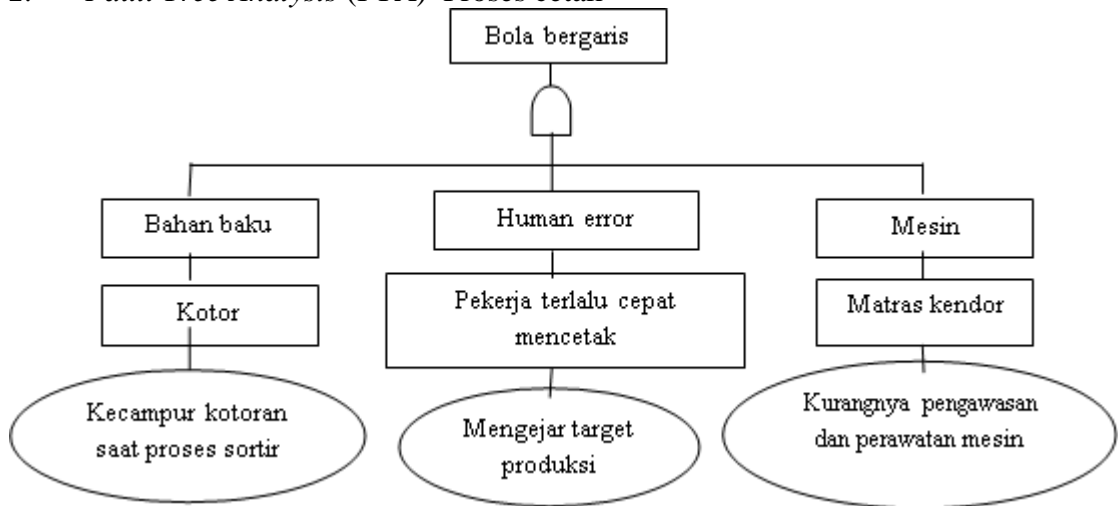 Bola bergaris
Bahan baku
Human error
Mesin
Kotor
Pekerja terlalu cepat
mencetak
Matras kendor
Kecampur kotoran
saat proses sortir
Mengejar target
produksi
Kurangnya pengawasan
dan perawatan mesin